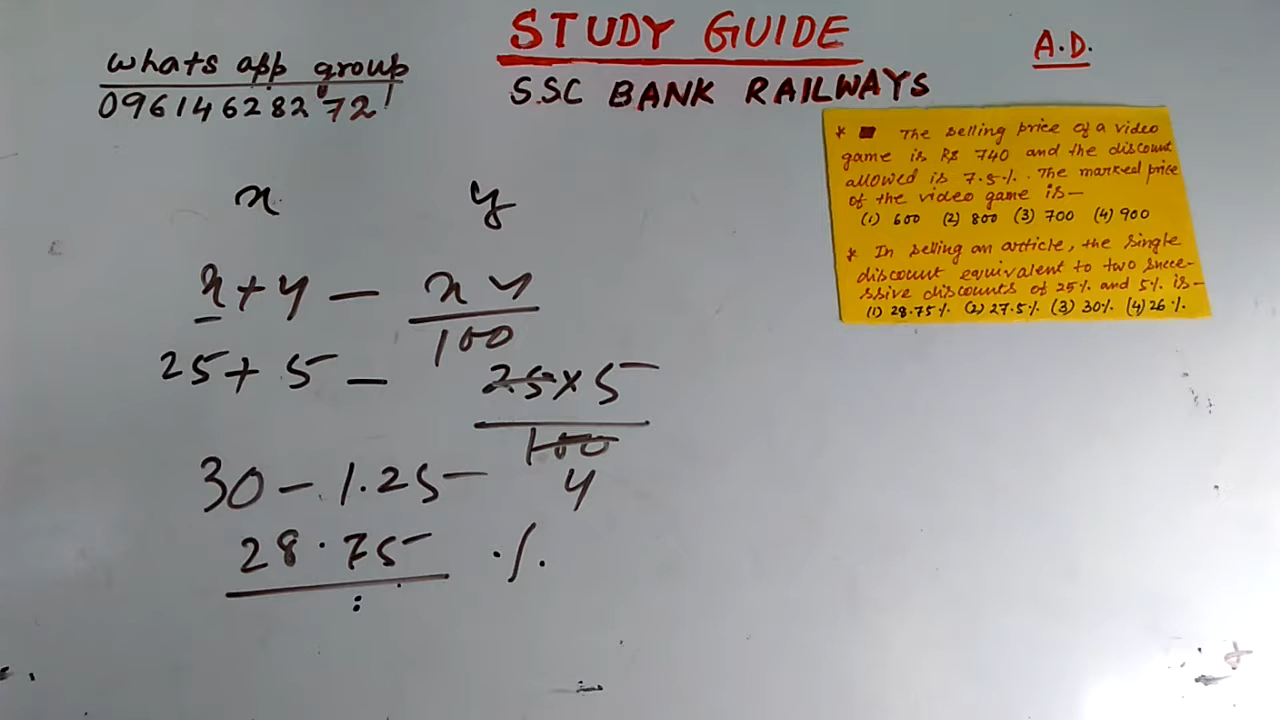 STUDY GUIDE
A.D.
whats app group
09614628272
SSC BANK RAILWAYS
* The selling price of a video
game is R$ 740 and the discount
allowed is 7.5%. The marked price
of the video game is—
(1) 600 (2) 800 (3) 700 (4) 900
* In selling an article, the single
discount equivalent to two succe-
ssive discounts of 25% and 5% is—
(1) 28.75% (2) 27.5% (3) 30% (4) 26%.
x y
x + y — xy
100
25 + 5 — 25 × 5
100
4
30 — 1.25
28.75 %